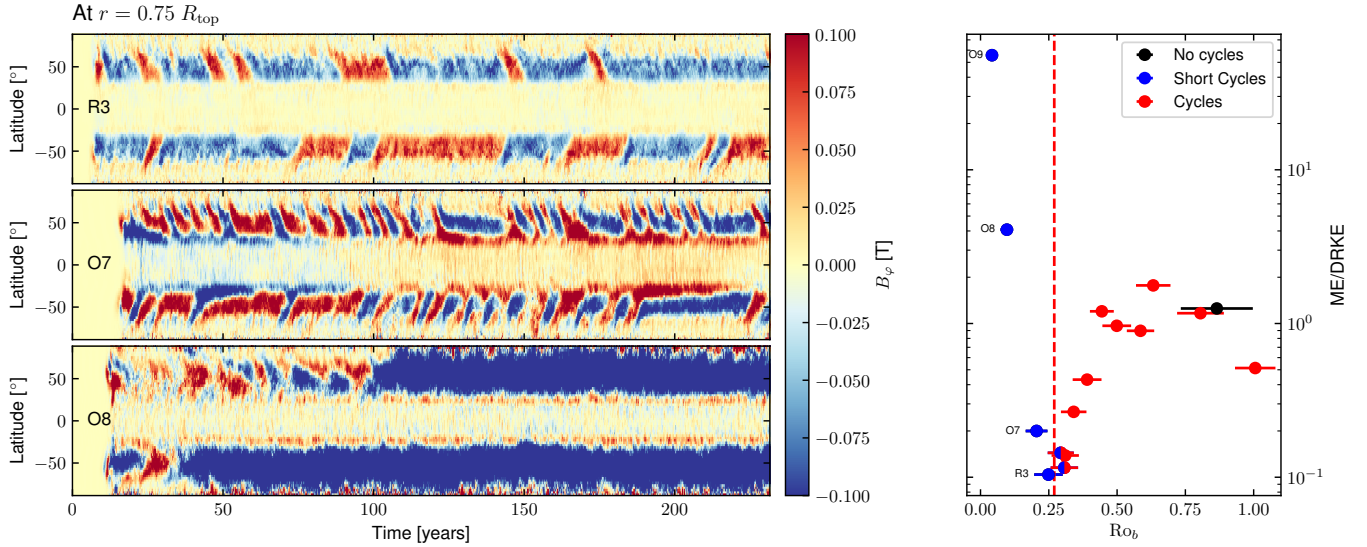 At r = 0.75 R_top
Latitude [°]
50
0
−50
R3
Latitude [°]
50
0
−50
O7
Latitude [°]
50
0
−50
O8
0
50
100
150
200
Time [years]
0.100
0.075
0.050
0.025
0.000
−0.025
−0.050
−0.075
−0.100
B_φ [T]
No cycles
Short Cycles
Cycles
O9
O8
O7
R3
0.00
0.25
0.50
0.75
1.00
Ro_b
10^1
10^0
10^−1
ME/DRKE